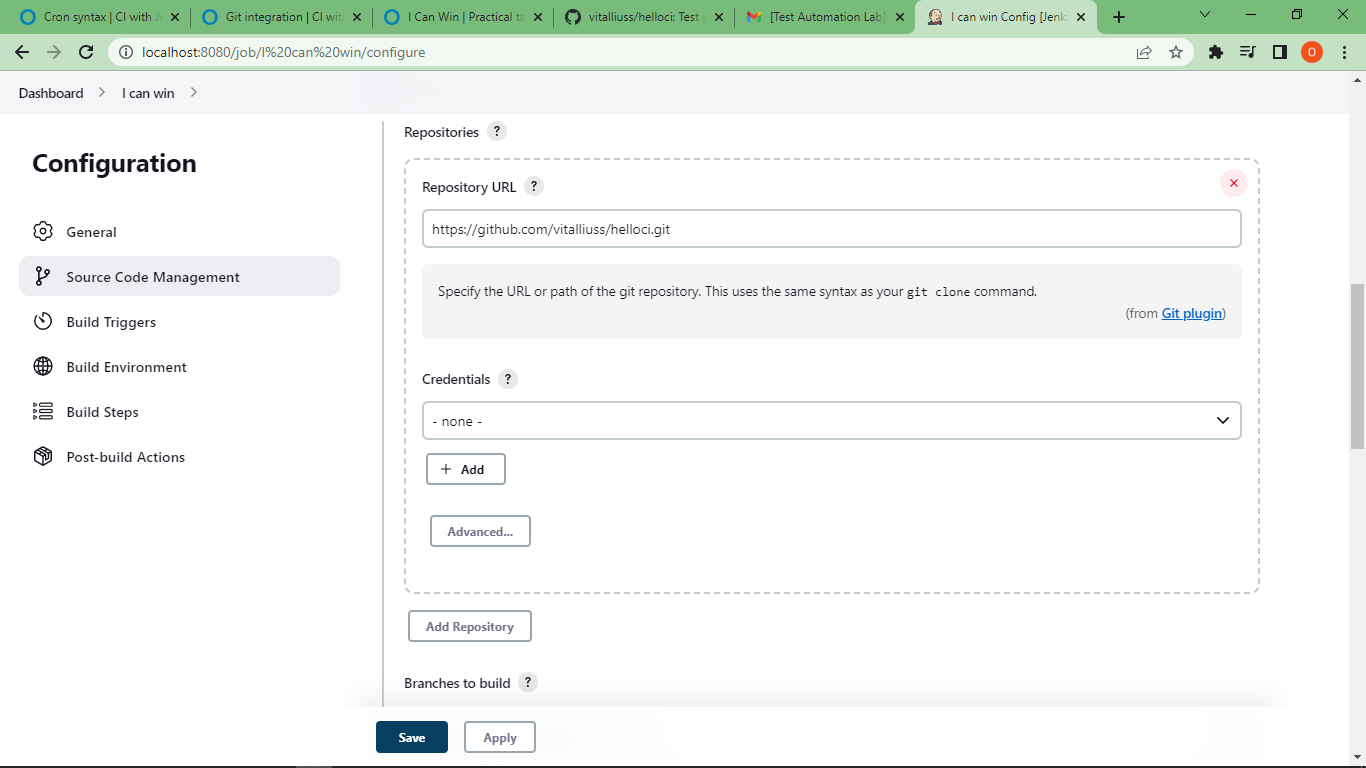 Cron syntax | CI with J
Git integration | CI wit
I Can Win | Practical ta
vitalliuss/helloci: Test p
[Test Automation Lab]
I can win Config [Jenk
localhost:8080/job/I%20can%20win/configure
O
Dashboard > I can win >
Configuration
General
Source Code Management
Build Triggers
Build Environment
Build Steps
Post-build Actions
Repositories ?
Repository URL ?
https://github.com/vitalliuss/helloci.git
Specify the URL or path of the git repository. This uses the same syntax as your git clone command.
(from Git plugin)
Credentials ?
- none -
+ Add
Advanced...
Add Repository
Branches to build ?
Save
Apply